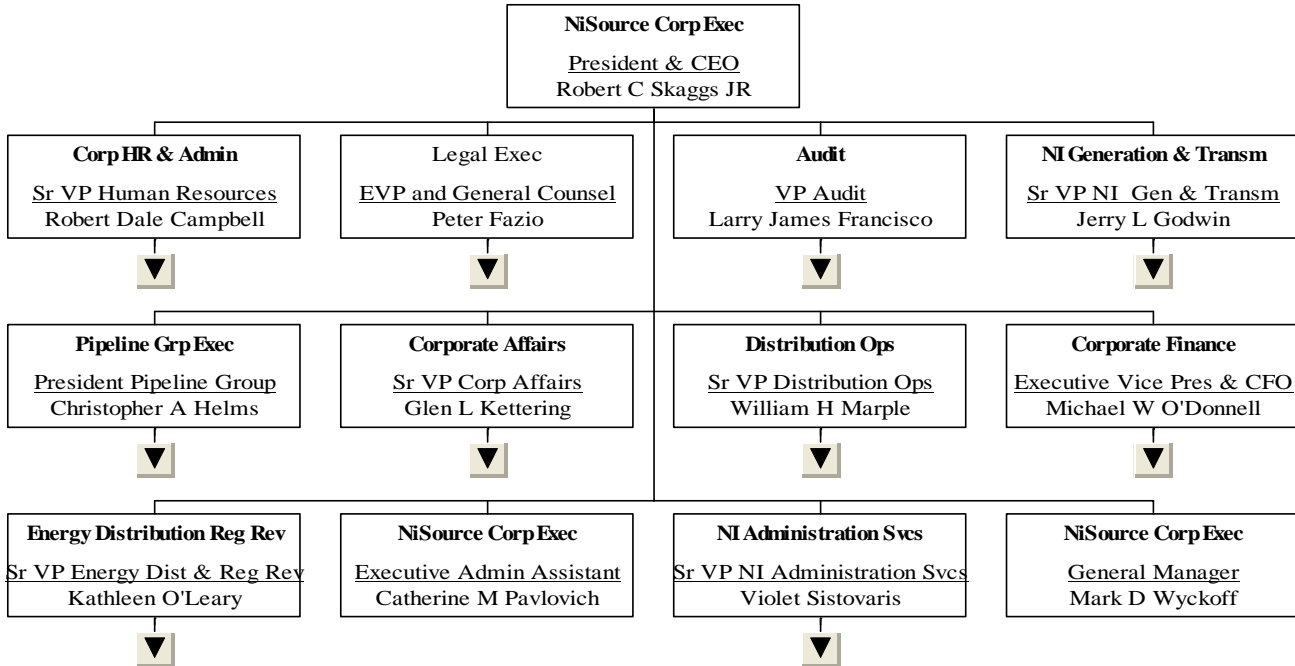 NiSource Corp Exec
President & CEO
Robert C Skaggs JR
Corp HR & Admin
Sr VP Human Resources
Robert Dale Campbell
Legal Exec
EVP and General Counsel
Peter Fazio
Audit
VP Audit
Larry James Francisco
NI Generation & Transm
Sr VP NI Gen & Transm
Jerry L Godwin
Pipeline Grp Exec
President Pipeline Group
Christopher A Helms
Corporate Affairs
Sr VP Corp Affairs
Glen L Kettering
Distribution Ops
Sr VP Distribution Ops
William H Marple
Corporate Finance
Executive Vice Pres & CFO
Michael W O'Donnell
Energy Distribution Reg Rev
Sr VP Energy Dist & Reg Rev
Kathleen O'Leary
NiSource Corp Exec
Executive Admin Assistant
Catherine M Pavlovich
NI Administration Svcs
Sr VP NI Administration Svcs
Violet Sistovaris
NiSource Corp Exec
General Manager
Mark D Wyckoff